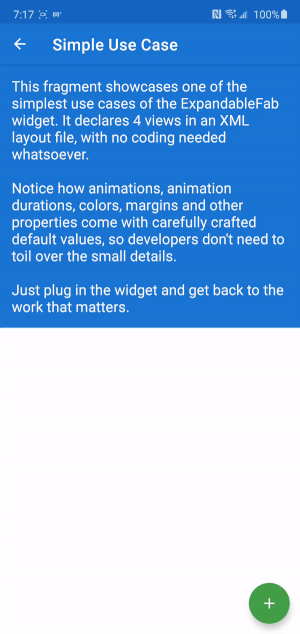 7:17 88° 100%
Simple Use Case
This fragment showcases one of the
simplest use cases of the ExpandableFab
widget. It declares 4 views in an XML
layout file, with no coding needed
whatsoever.
Notice how animations, animation
durations, colors, margins and other
properties come with carefully crafted
default values, so developers don't need to
toil over the small details.
Just plug in the widget and get back to the
work that matters.